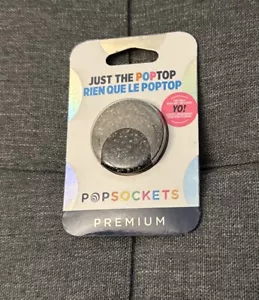 JUST THE POPTOP
RIEN QUE LE POPTOP
YO!
POPSOCKETS
PREMIUM